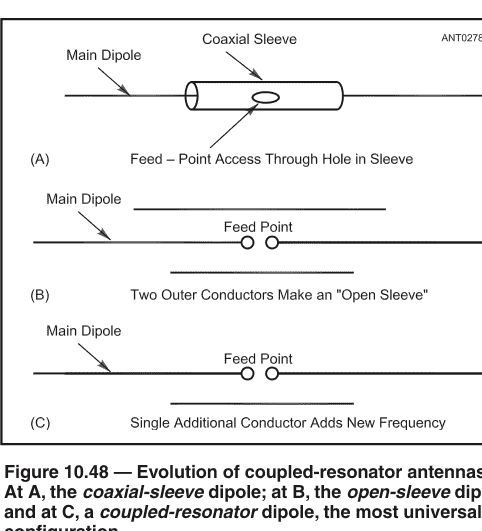 ANT0278
Coaxial Sleeve
Main Dipole
(A) Feed – Point Access Through Hole in Sleeve
Main Dipole
Feed Point
(B) Two Outer Conductors Make an "Open Sleeve"
Main Dipole
Feed Point
(C) Single Additional Conductor Adds New Frequency
Figure 10.48 — Evolution of coupled-resonator antennas
At A, the coaxial-sleeve dipole; at B, the open-sleeve dip
and at C, a coupled-resonator dipole, the most universal
configuration